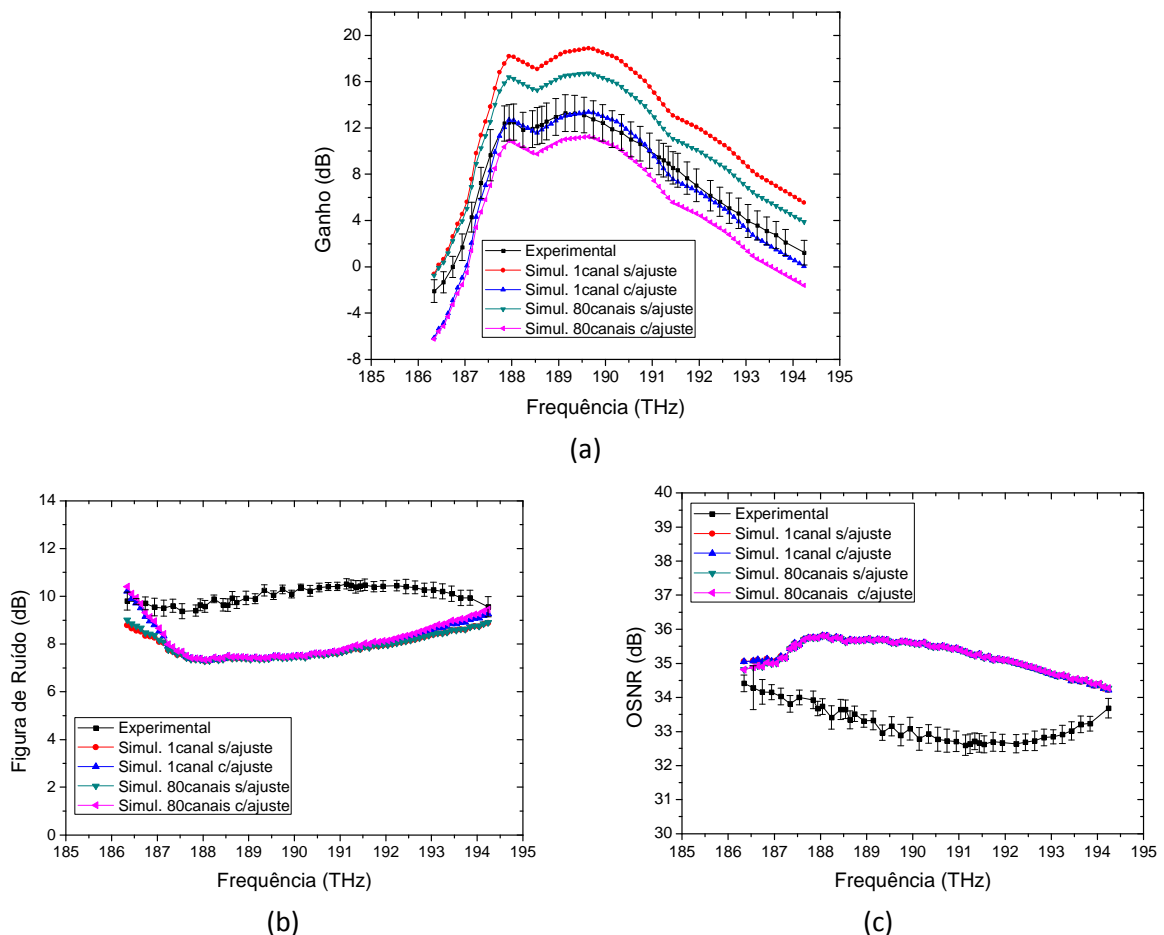 20
16
12
8
4
0
-4
-8
Ganho (dB)
Experimental
Simul. 1canal s/ajuste
Simul. 1canal c/ajuste
Simul. 80canais s/ajuste
Simul. 80canais c/ajuste
185 186 187 188 189 190 191 192 193 194 195
Frequência (THz)
(a)
14
12
10
8
6
4
2
0
Figura de Ruído (dB)
Experimental
Simul. 1canal s/ajuste
Simul. 1canal c/ajuste
Simul. 80canais s/ajuste
Simul. 80canais c/ajuste
185 186 187 188 189 190 191 192 193 194 195
Frequência (THz)
(b)
40
39
38
37
36
35
34
33
32
31
30
OSNR (dB)
Experimental
Simul. 1canal s/ajuste
Simul. 1canal c/ajuste
Simul. 80canais s/ajuste
Simul. 80canais c/ajuste
185 186 187 188 189 190 191 192 193 194 195
Frequência (THz)
(c)